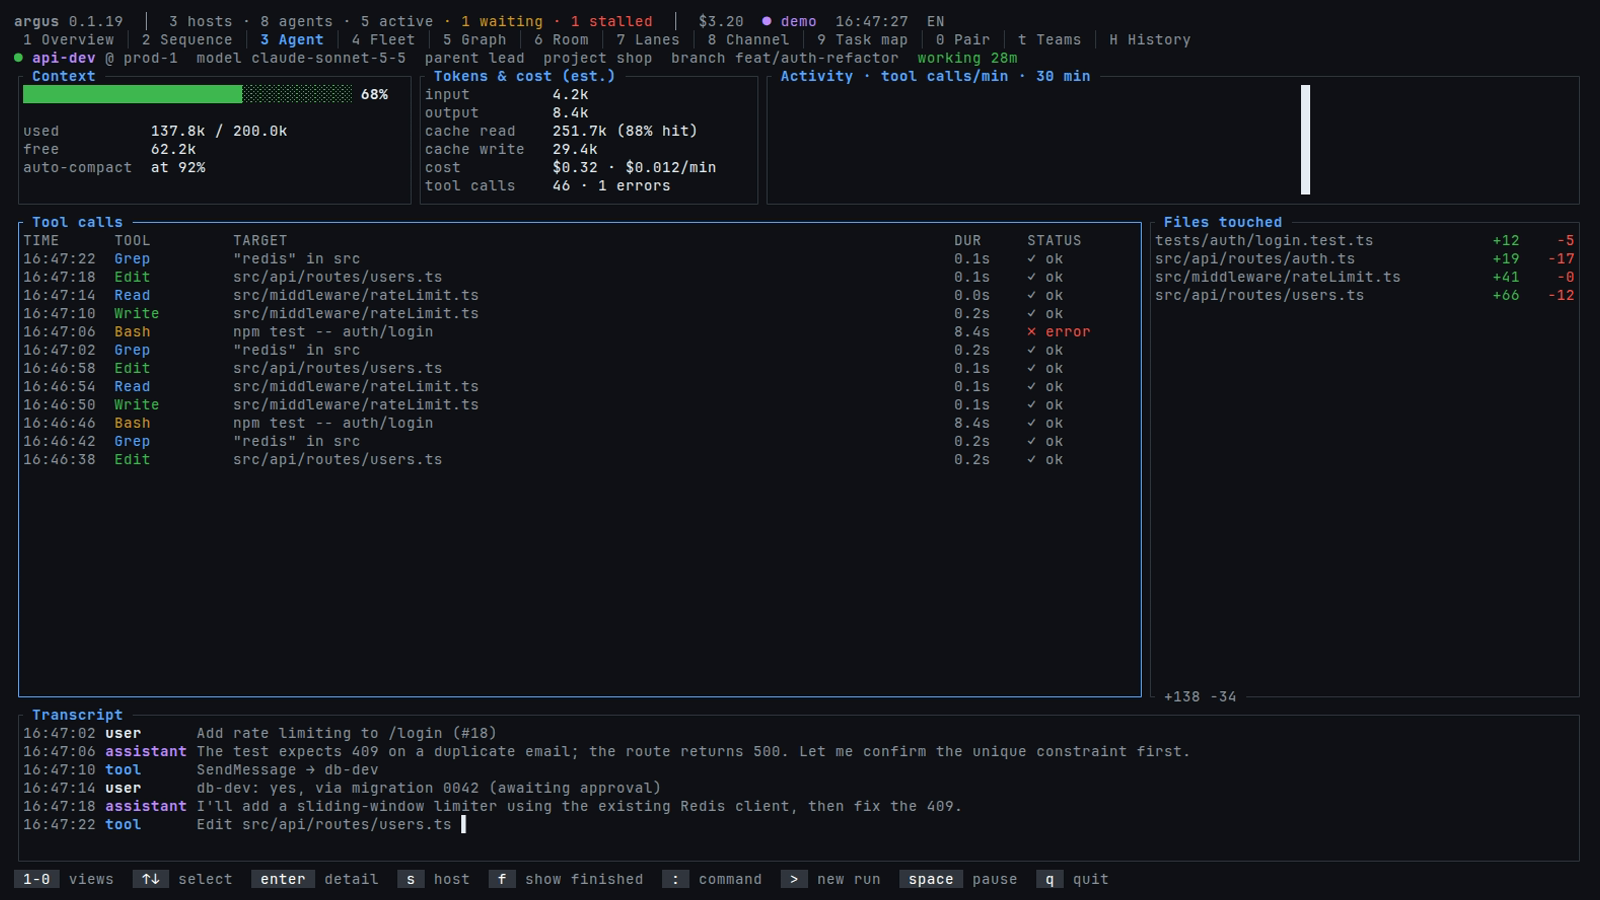 argus 0.1.19 │ 3 hosts · 8 agents · 5 active · 1 waiting · 1 stalled │ $3.20 ● demo 16:47:27 EN
1 Overview │ 2 Sequence │ 3 Agent │ 4 Fleet │ 5 Graph │ 6 Room │ 7 Lanes │ 8 Channel │ 9 Task map │ 0 Pair │ t Teams │ H History
● api-dev @ prod-1 model claude-sonnet-5-5 parent lead project shop branch feat/auth-refactor working 28m
Context
68%
used 137.8k / 200.0k
free 62.2k
auto-compact at 92%
Tokens & cost (est.)
input 4.2k
output 8.4k
cache read 251.7k (88% hit)
cache write 29.4k
cost $0.32 · $0.012/min
tool calls 46 · 1 errors
Activity · tool calls/min · 30 min
Tool calls
TIME TOOL TARGET DUR STATUS
16:47:22 Grep "redis" in src 0.1s ✓ ok
16:47:18 Edit src/api/routes/users.ts 0.1s ✓ ok
16:47:14 Read src/middleware/rateLimit.ts 0.0s ✓ ok
16:47:10 Write src/middleware/rateLimit.ts 0.2s ✓ ok
16:47:06 Bash npm test -- auth/login 8.4s ✕ error
16:47:02 Grep "redis" in src 0.2s ✓ ok
16:46:58 Edit src/api/routes/users.ts 0.1s ✓ ok
16:46:54 Read src/middleware/rateLimit.ts 0.1s ✓ ok
16:46:50 Write src/middleware/rateLimit.ts 0.1s ✓ ok
16:46:46 Bash npm test -- auth/login 8.4s ✓ ok
16:46:42 Grep "redis" in src 0.2s ✓ ok
16:46:38 Edit src/api/routes/users.ts 0.2s ✓ ok
Files touched
tests/auth/login.test.ts +12 -5
src/api/routes/auth.ts +19 -17
src/middleware/rateLimit.ts +41 -0
src/api/routes/users.ts +66 -12
+138 -34
Transcript
16:47:02 user Add rate limiting to /login (#18)
16:47:06 assistant The test expects 409 on a duplicate email; the route returns 500. Let me confirm the unique constraint first.
16:47:10 tool SendMessage → db-dev
16:47:14 user db-dev: yes, via migration 0042 (awaiting approval)
16:47:18 assistant I'll add a sliding-window limiter using the existing Redis client, then fix the 409.
16:47:22 tool Edit src/api/routes/users.ts
1-0 views ↑↓ select enter detail s host f show finished : command > new run space pause q quit